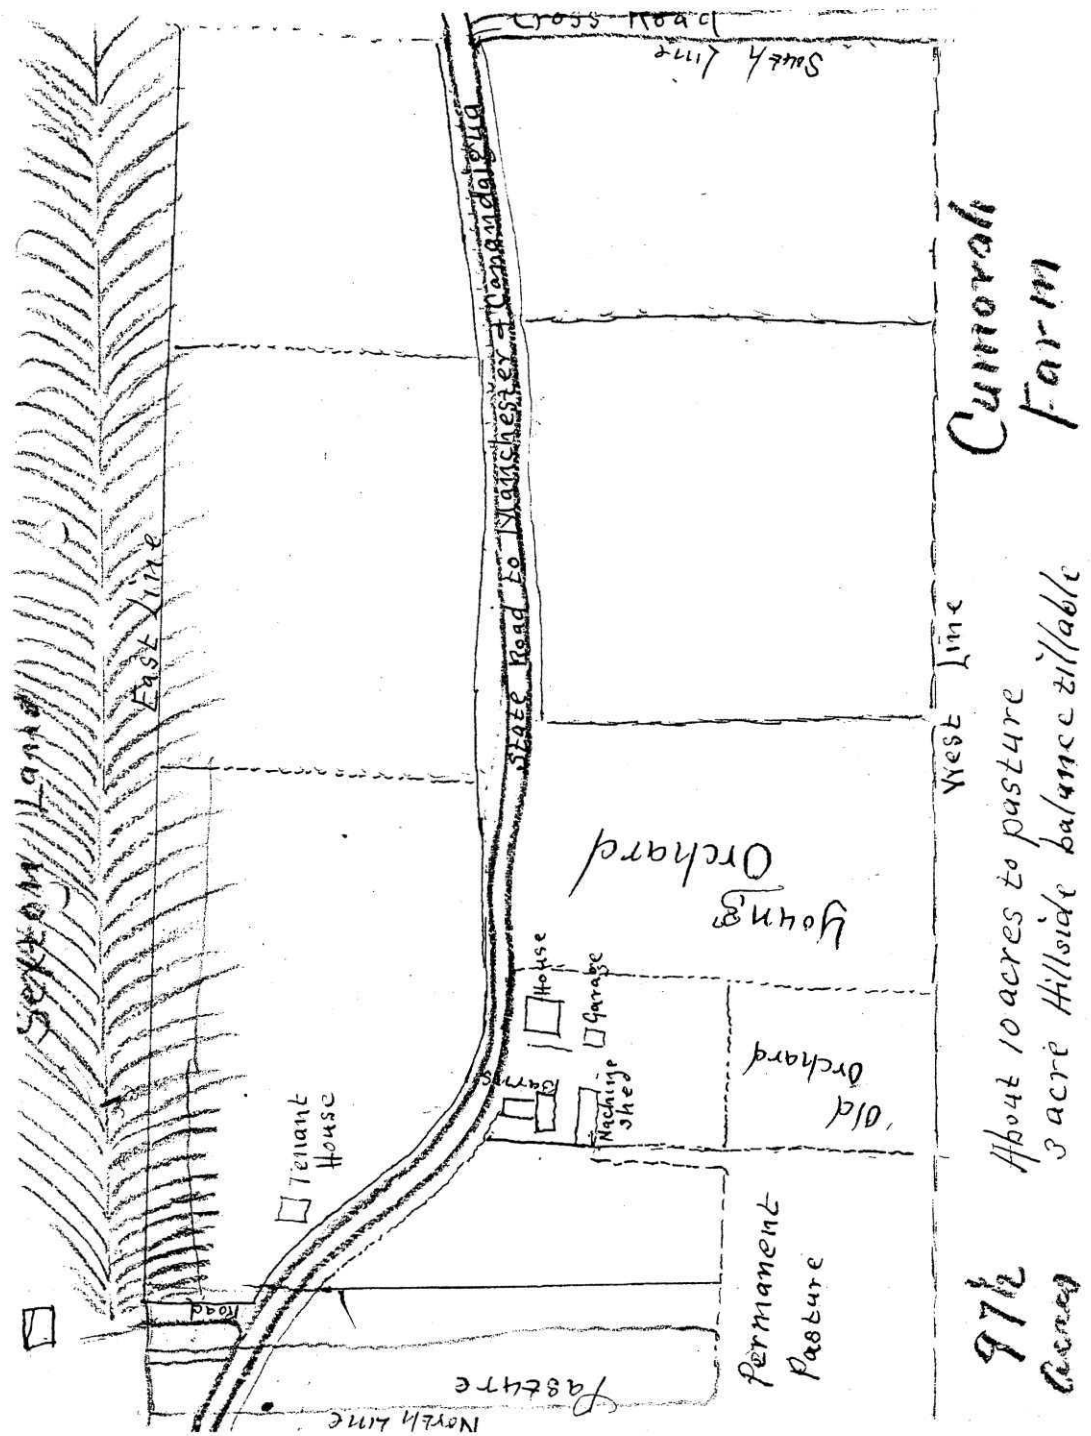 Cross Road
South Line
Sexton Land
East Line
State Road to Manchester & Canandaigua
Young
Orchard
House
Garage
Barns
Machine
Shed
Old
Orchard
Tenant
House
Road
Pasture
North Line
Permanent
Pasture
West Line
Cumorah
Farm
97½
Acres
About 10 acres to pasture
3 acre Hillside balance tillable